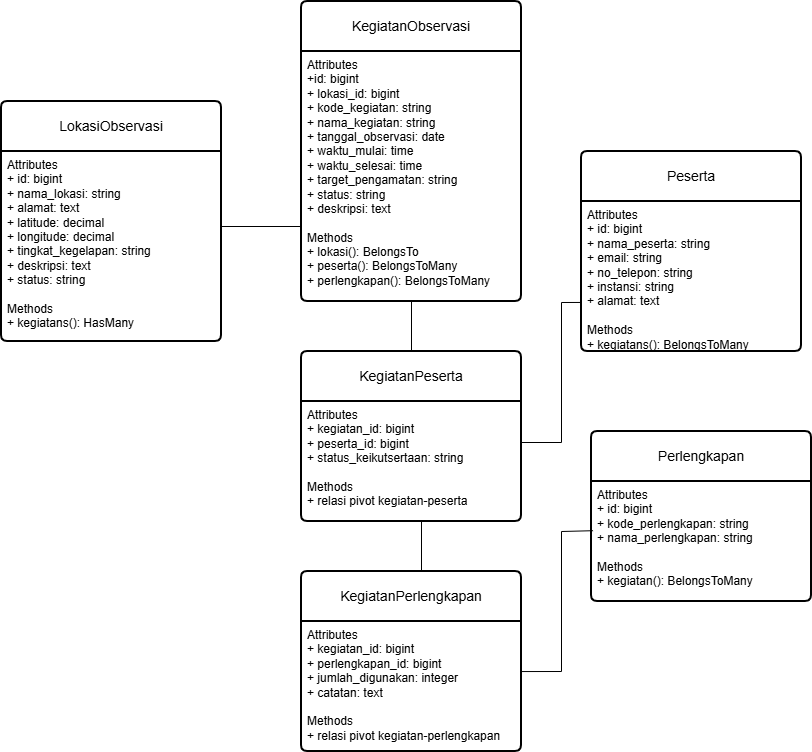 KegiatanObservasi
Attributes
+id: bigint
+ lokasi_id: bigint
+ kode_kegiatan: string
+ nama_kegiatan: string
+ tanggal_observasi: date
+ waktu_mulai: time
+ waktu_selesai: time
+ target_pengamatan: string
+ status: string
+ deskripsi: text
Methods
+ lokasi(): BelongsTo
+ peserta(): BelongsToMany
+ perlengkapan(): BelongsToMany
LokasiObservasi
Attributes
+ id: bigint
+ nama_lokasi: string
+ alamat: text
+ latitude: decimal
+ longitude: decimal
+ tingkat_kegelapan: string
+ deskripsi: text
+ status: string
Methods
+ kegiatans(): HasMany
Peserta
Attributes
+ id: bigint
+ nama_peserta: string
+ email: string
+ no_telepon: string
+ instansi: string
+ alamat: text
Methods
+ kegiatans(): BelongsToMany
KegiatanPeserta
Attributes
+ kegiatan_id: bigint
+ peserta_id: bigint
+ status_keikutsertaan: string
Methods
+ relasi pivot kegiatan-peserta
Perlengkapan
Attributes
+ id: bigint
+ kode_perlengkapan: string
+ nama_perlengkapan: string
Methods
+ kegiatan(): BelongsToMany
KegiatanPerlengkapan
Attributes
+ kegiatan_id: bigint
+ perlengkapan_id: bigint
+ jumlah_digunakan: integer
+ catatan: text
Methods
+ relasi pivot kegiatan-perlengkapan